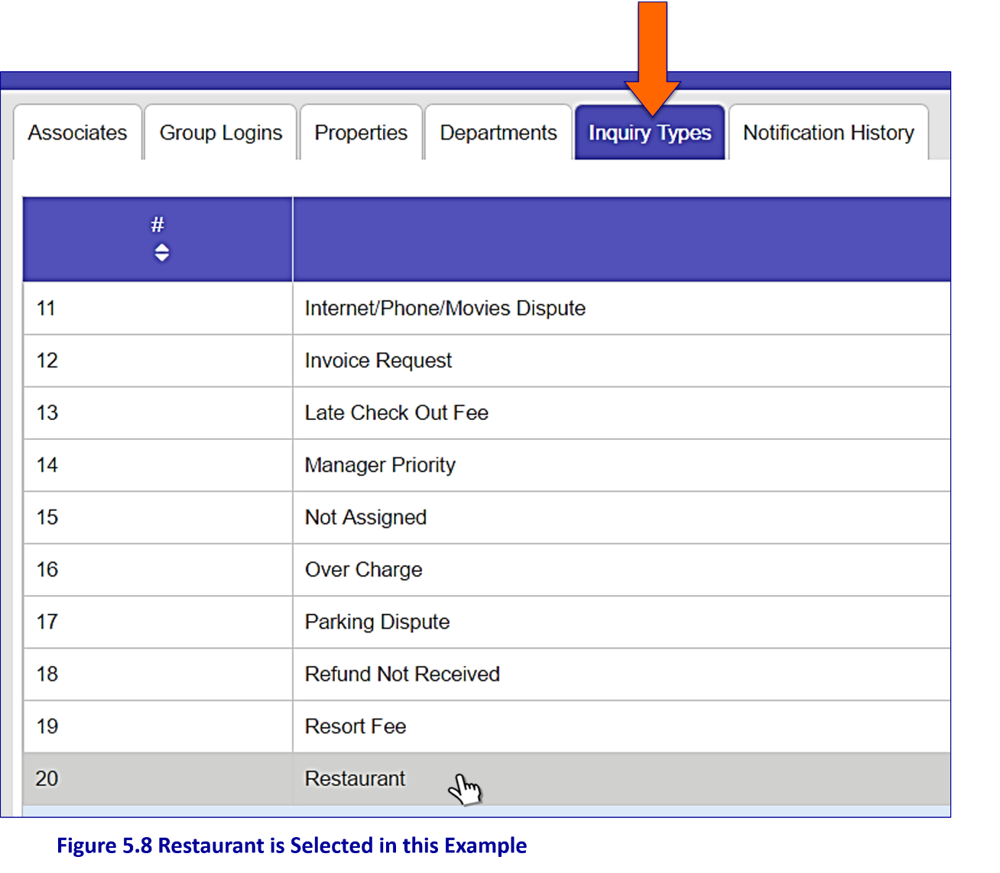 Associates Group Logins Properties Departments Inquiry Types Notification History
#
11 Internet/Phone/Movies Dispute
12 Invoice Request
13 Late Check Out Fee
14 Manager Priority
15 Not Assigned
16 Over Charge
17 Parking Dispute
18 Refund Not Received
19 Resort Fee
20 Restaurant
Figure 5.8 Restaurant is Selected in this Example